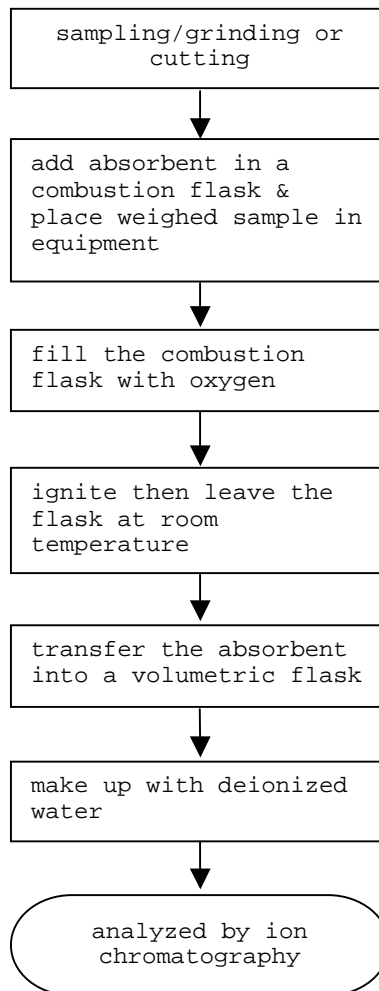 sampling/grinding or
cutting
add absorbent in a
combustion flask &
place weighed sample in
equipment
fill the combustion
flask with oxygen
ignite then leave the
flask at room
temperature
transfer the absorbent
into a volumetric flask
make up with deionized
water
analyzed by ion
chromatography